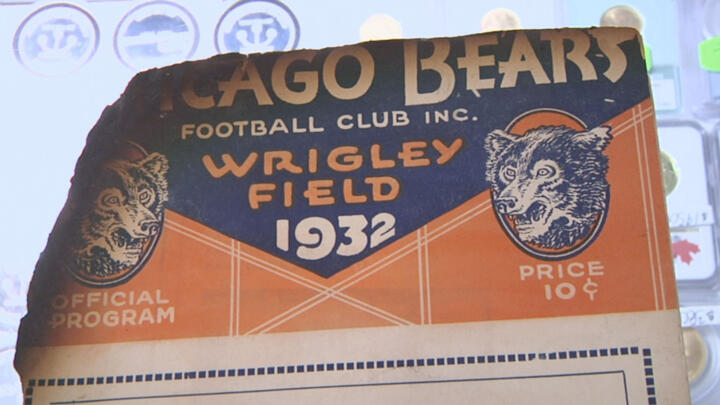 ICAGO BEARS
FOOTBALL CLUB INC.
WRIGLEY
FIELD
1932
OFFICIAL
PROGRAM
PRICE
10¢